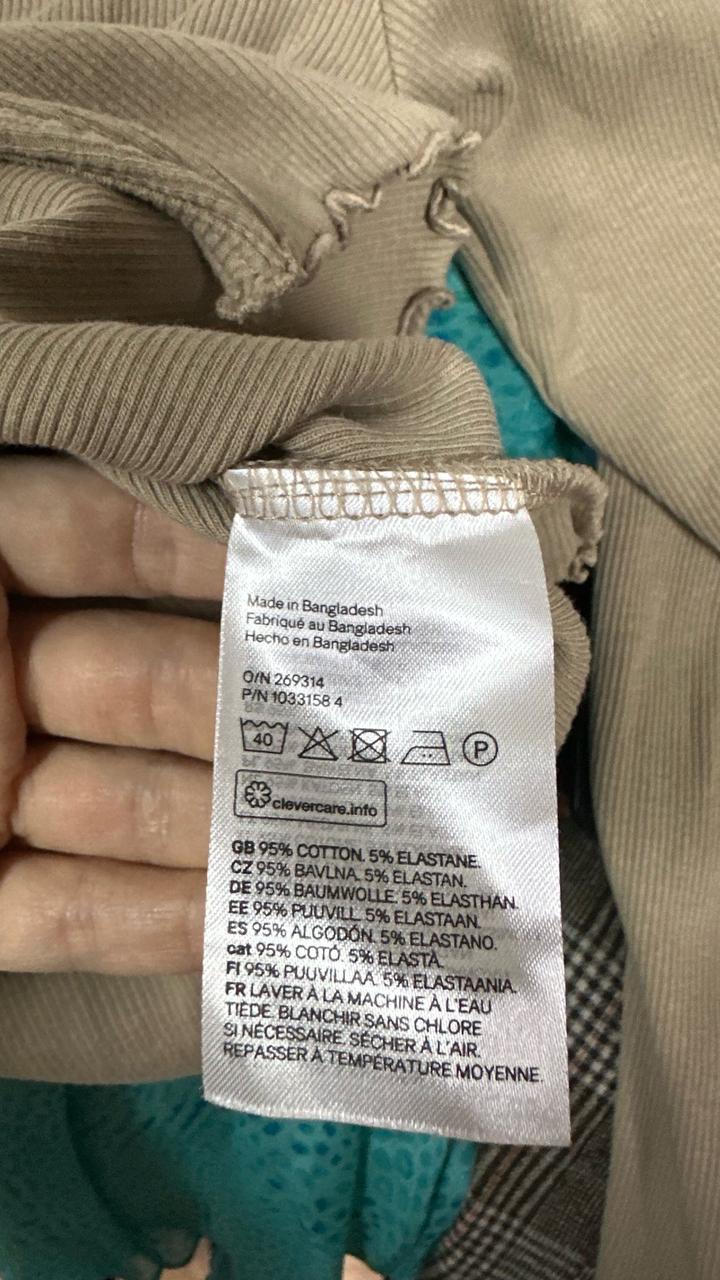 Made in Bangladesh
Fabriqué au Bangladesh
Hecho en Bangladesh
O/N 269314
P/N 1033158 4
40 P
clevercare.info
GB 95% COTTON. 5% ELASTANE.
CZ 95% BAVLNA. 5% ELASTAN.
DE 95% BAUMWOLLE. 5% ELASTHAN.
EE 95% PUUVILL. 5% ELASTAAN.
ES 95% ALGODÓN. 5% ELASTANO.
cat 95% COTÓ. 5% ELASTÀ.
FI 95% PUUVILLAA. 5% ELASTAANIA.
FR LAVER À LA MACHINE À L'EAU
TIÈDE. BLANCHIR SANS CHLORE
SI NÉCESSAIRE. SÉCHER À L'AIR.
REPASSER À TEMPÉRATURE MOYENNE.